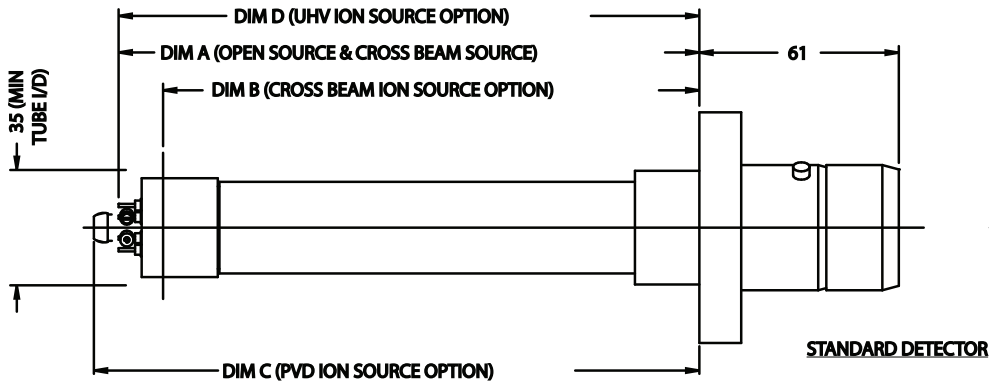 DIM D (UHV ION SOURCE OPTION)
DIM A (OPEN SOURCE & CROSS BEAM SOURCE)
61
DIM B (CROSS BEAM ION SOURCE OPTION)
35 (MIN
TUBE I/D)
STANDARD DETECTOR
DIM C (PVD ION SOURCE OPTION)